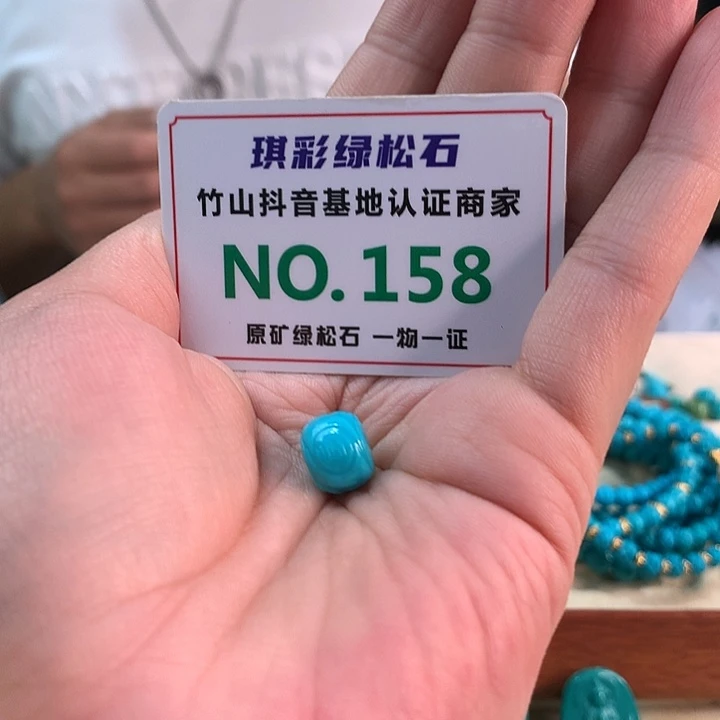 琪彩绿松石
竹山抖音基地认证商家
NO.158
原矿绿松石 一物一证